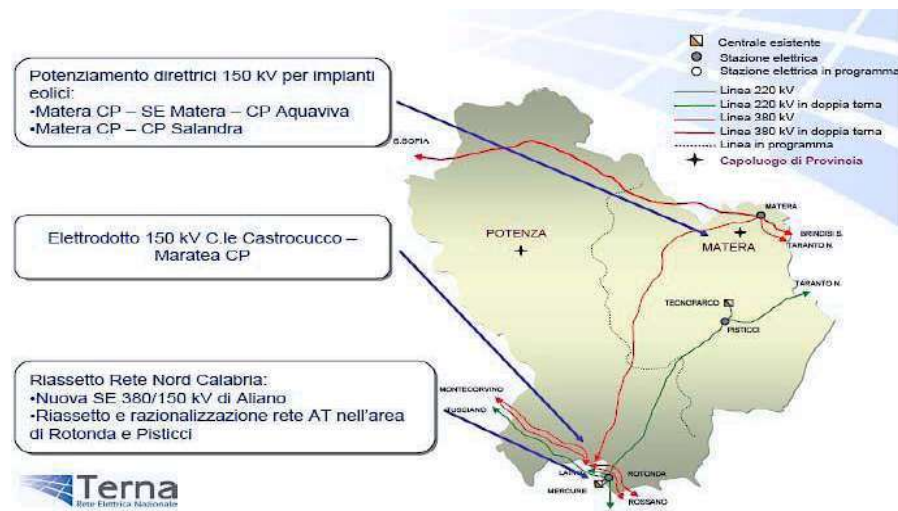 Potenziamento direttrici 150 kV per impianti
eolici:
•Matera CP – SE Matera – CP Aquaviva
•Matera CP – CP Salandra
Elettrodotto 150 kV C.le Castrocucco –
Maratea CP
Riassetto Rete Nord Calabria:
•Nuova SE 380/150 kV di Aliano
•Riassetto e razionalizzazione rete AT nell'area
di Rotonda e Pisticci
Terna
Rete Elettrica Nazionale
Centrale esistente
Stazione elettrica
Stazione elettrica in programma
Linea 220 kV
Linea 220 kV in doppia terna
Linea 380 kV
Linea 380 kV in doppia terna
Linea in programma
Capoluogo di Provincia
S.SOFIA
MATERA
POTENZA
MATERA
BRINDISI S.
TARANTO N.
TARANTO N.
TECNOPARCO
PISTICCI
MONTECORVINO
TUSCIANO
ROTONDA
MERCURE
ROSSANO